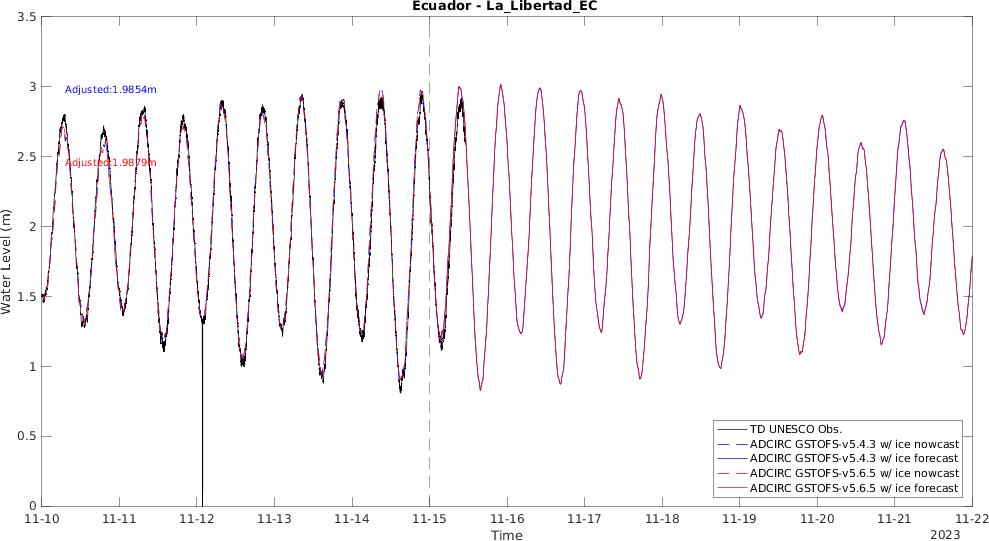 Ecuador - La_Libertad_EC
3.5
3
2.5
2
1.5
1
0.5
0
Water Level (m)
Adjusted:1.9854m
Adjusted:1.9879m
TD UNESCO Obs.
ADCIRC GSTOFS-v5.4.3 w/ ice nowcast
ADCIRC GSTOFS-v5.4.3 w/ ice forecast
ADCIRC GSTOFS-v5.6.5 w/ ice nowcast
ADCIRC GSTOFS-v5.6.5 w/ ice forecast
11-10 11-11 11-12 11-13 11-14 11-15 11-16 11-17 11-18 11-19 11-20 11-21 11-22
Time
2023